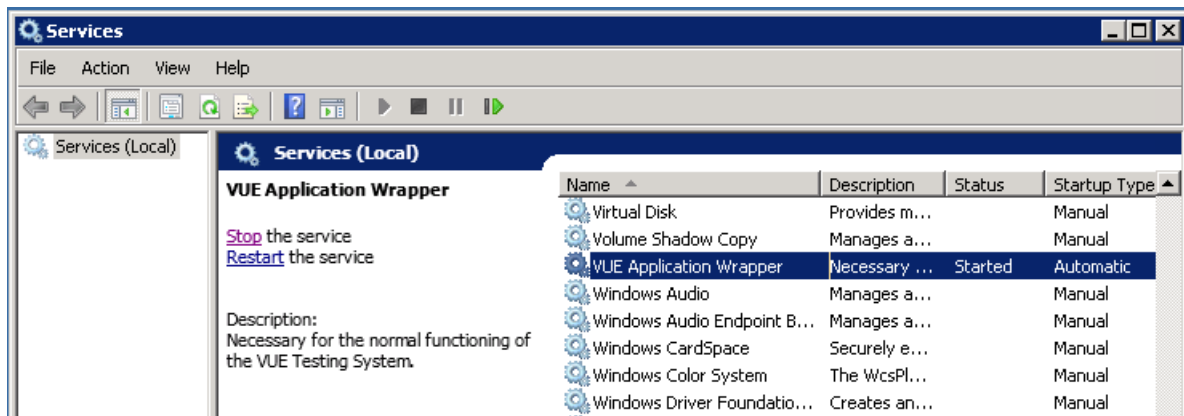 Services
File Action View Help
Services (Local)
Services (Local)
VUE Application Wrapper
Stop the service
Restart the service
Description:
Necessary for the normal functioning of
the VUE Testing System.
Name Description Status Startup Type
Virtual Disk Provides m... Manual
Volume Shadow Copy Manages a... Manual
VUE Application Wrapper Necessary ... Started Automatic
Windows Audio Manages a... Manual
Windows Audio Endpoint B... Manages a... Manual
Windows CardSpace Securely e... Manual
Windows Color System The WcsPl... Manual
Windows Driver Foundatio... Creates an... Manual